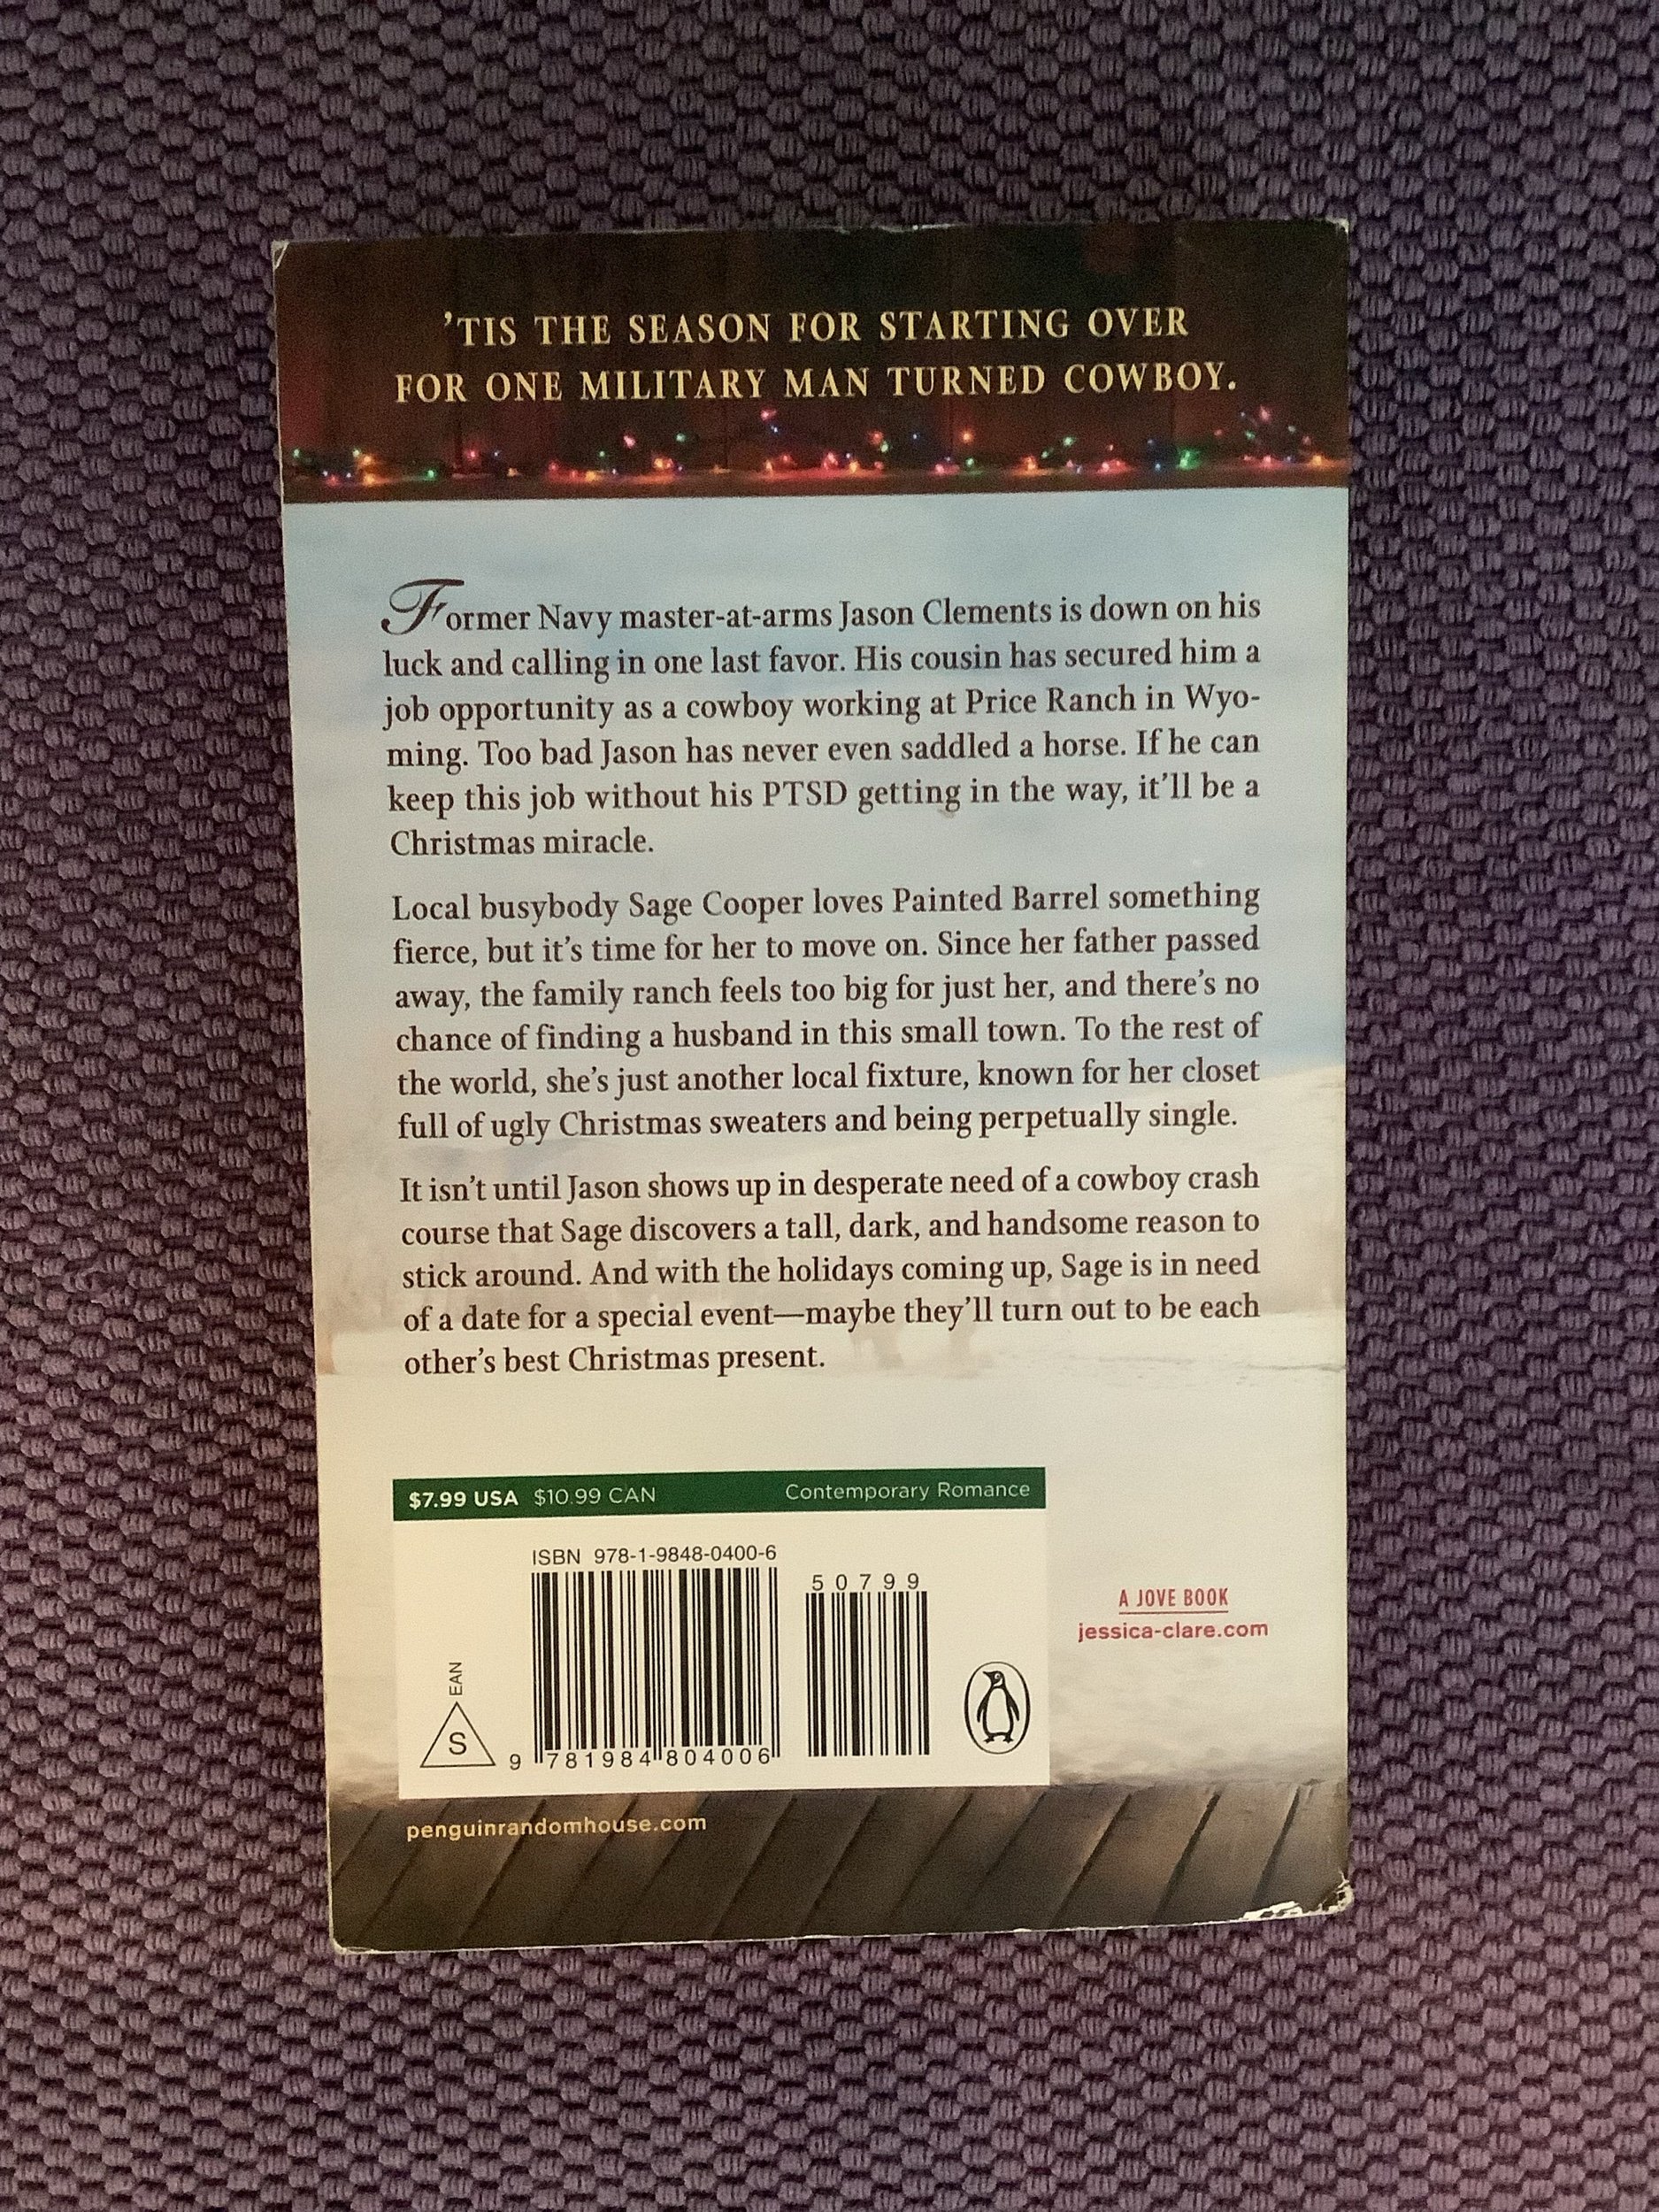 ’TIS THE SEASON FOR STARTING OVER
FOR ONE MILITARY MAN TURNED COWBOY.
Former Navy master-at-arms Jason Clements is down on his
luck and calling in one last favor. His cousin has secured him a
job opportunity as a cowboy working at Price Ranch in Wyo-
ming. Too bad Jason has never even saddled a horse. If he can
keep this job without his PTSD getting in the way, it’ll be a
Christmas miracle.
Local busybody Sage Cooper loves Painted Barrel something
fierce, but it’s time for her to move on. Since her father passed
away, the family ranch feels too big for just her, and there’s no
chance of finding a husband in this small town. To the rest of
the world, she’s just another local fixture, known for her closet
full of ugly Christmas sweaters and being perpetually single.
It isn’t until Jason shows up in desperate need of a cowboy crash
course that Sage discovers a tall, dark, and handsome reason to
stick around. And with the holidays coming up, Sage is in need
of a date for a special event—maybe they’ll turn out to be each
other’s best Christmas present.
$7.99 USA $10.99 CAN Contemporary Romance
ISBN 978-1-9848-0400-6
50799
EAN
S
9 781984 804006
A JOVE BOOK
jessica-clare.com
penguinrandomhouse.com